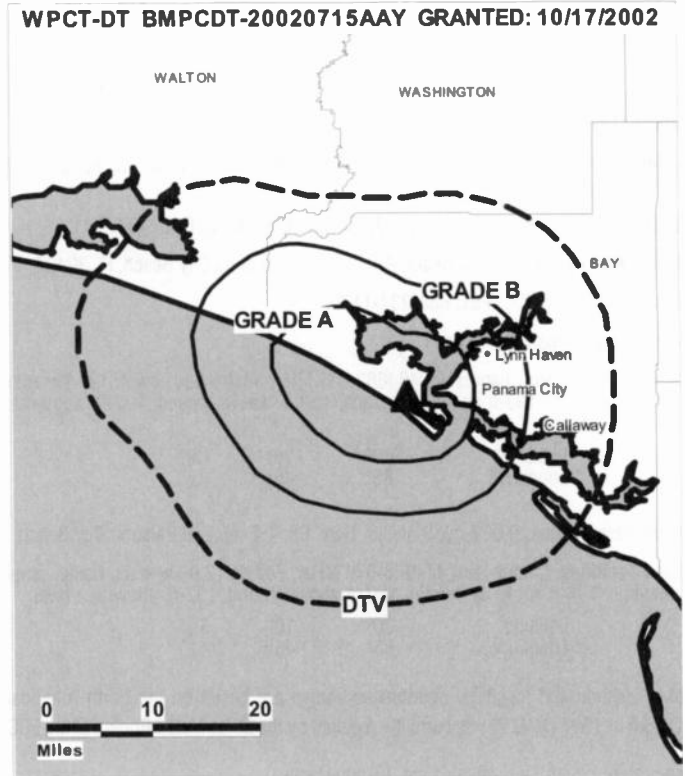 WPCT-DT BMPCDT-20020715AAY GRANTED: 10/17/2002
WALTON
WASHINGTON
BAY
GRADE B
GRADE A
Lynn Haven
Panama City
Callaway
DTV
0 10 20
Miles